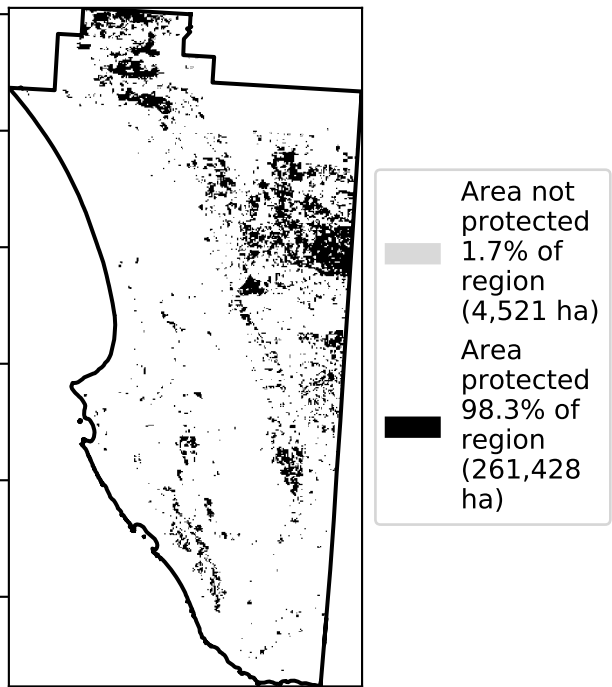 Area not
protected
1.7% of
region
(4,521 ha)
Area
protected
98.3% of
region
(261,428
ha)